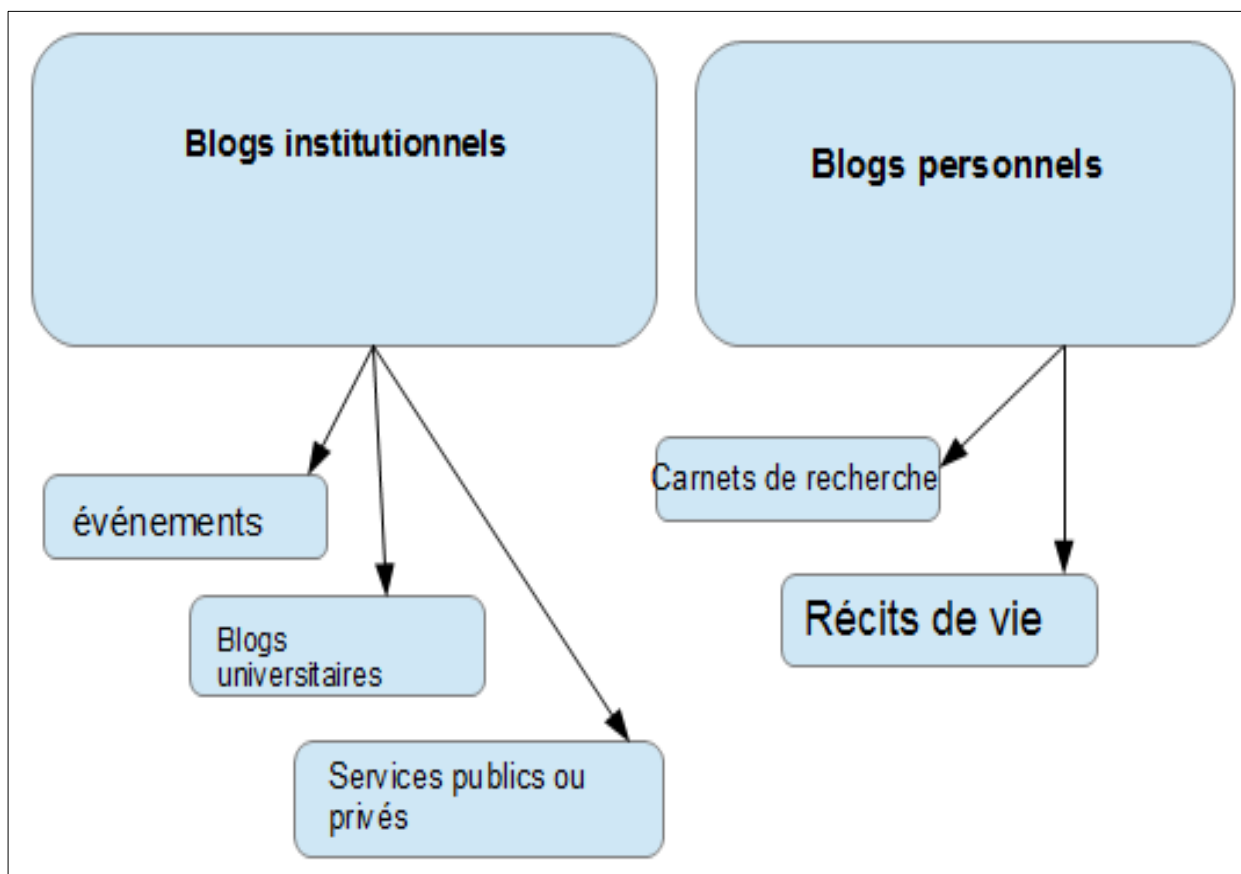 Blogs institutionnels
Blogs personnels
événements
Carnets de recherche
Blogs
universitaires
Récits de vie
Services publics ou
privés